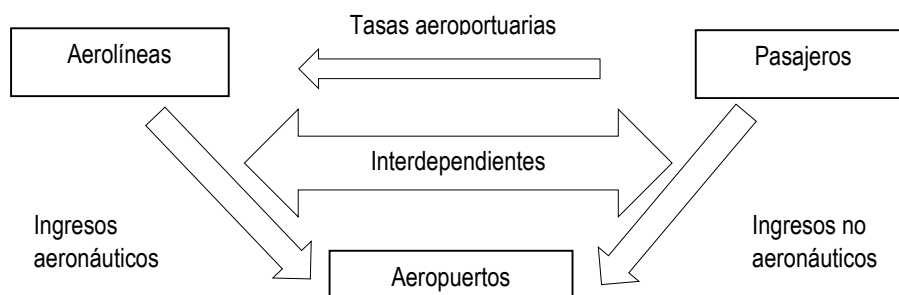 Tasas aeroportuarias
Aerolíneas
Pasajeros
Interdependientes
Ingresos
aeronáuticos
Ingresos no
aeronáuticos
Aeropuertos